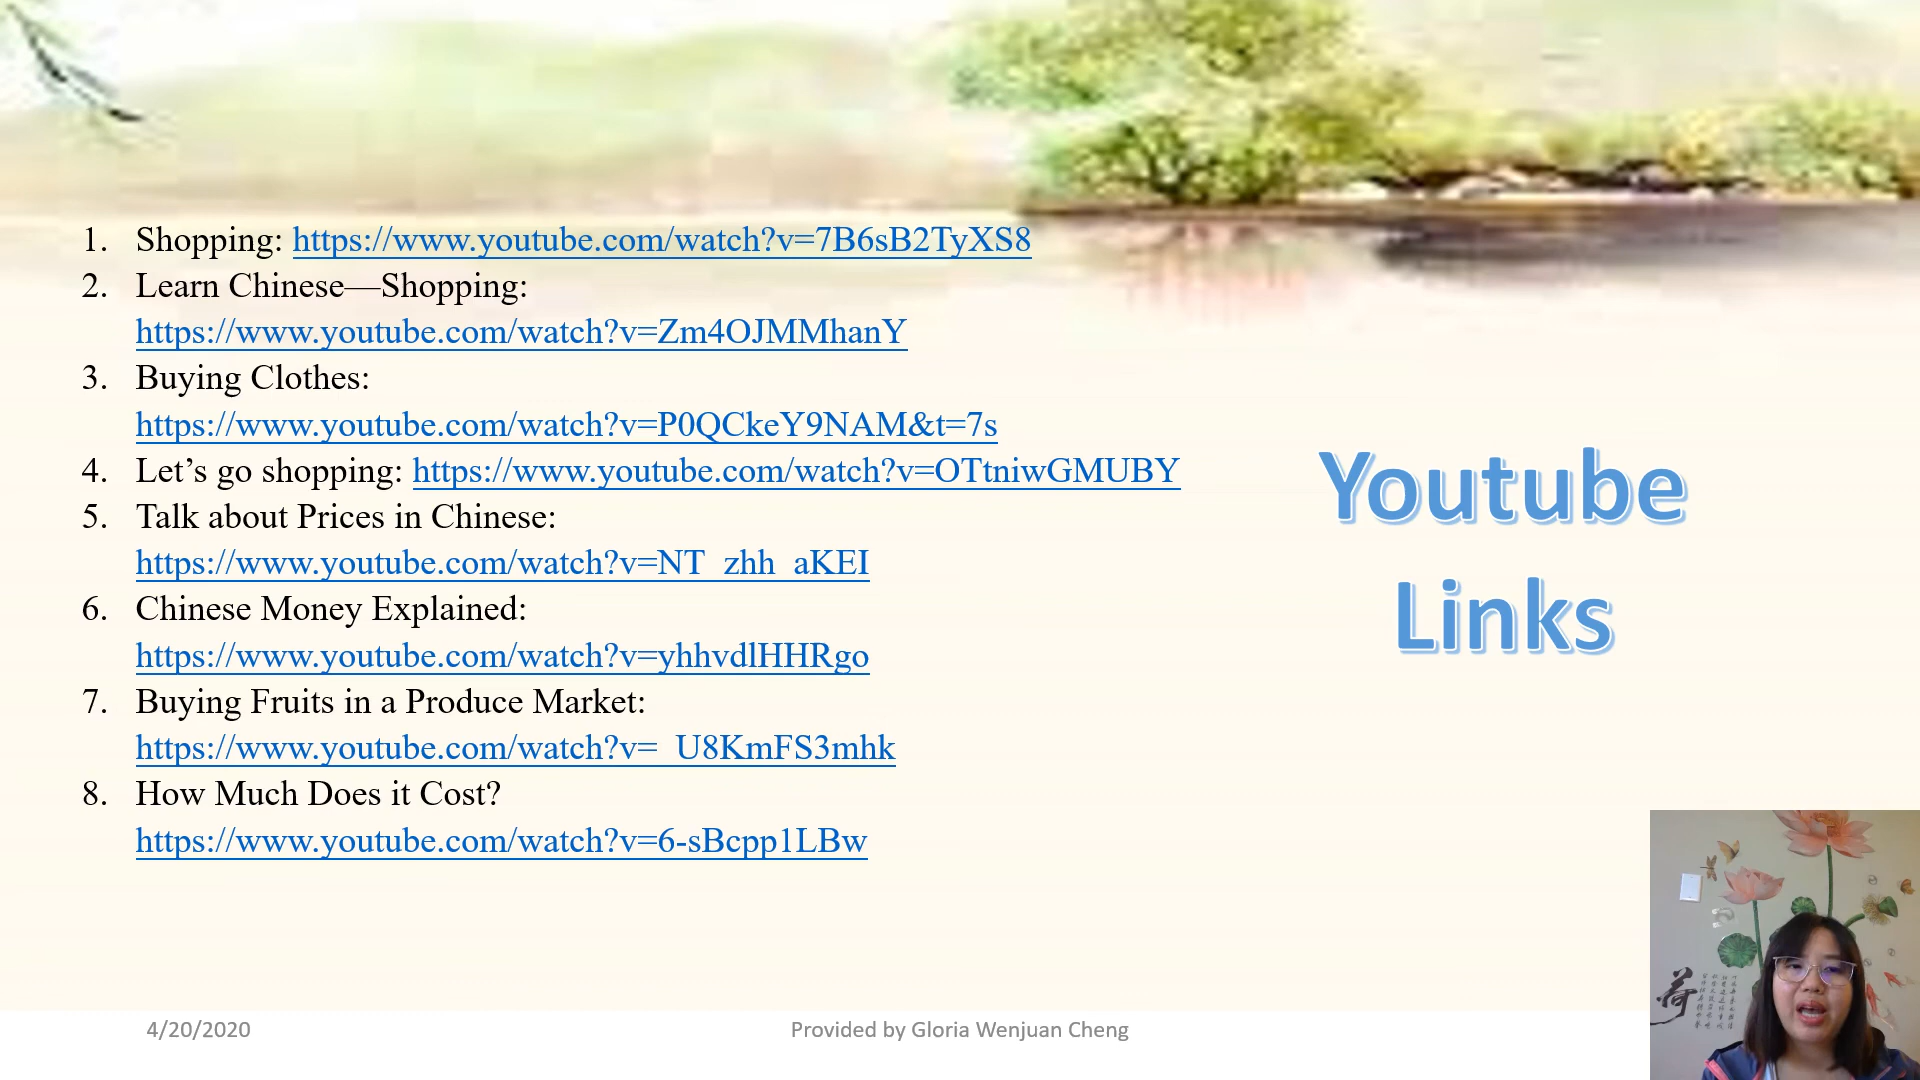 1. Shopping: https://www.youtube.com/watch?v=7B6sB2TyXS8
2. Learn Chinese—Shopping:
https://www.youtube.com/watch?v=Zm4OJMMhanY
3. Buying Clothes:
https://www.youtube.com/watch?v=P0QCkeY9NAM&t=7s
4. Let’s go shopping: https://www.youtube.com/watch?v=OTtniwGMUBY
5. Talk about Prices in Chinese:
https://www.youtube.com/watch?v=NT_zhh_aKEI
6. Chinese Money Explained:
https://www.youtube.com/watch?v=yhhvdlHHRgo
7. Buying Fruits in a Produce Market:
https://www.youtube.com/watch?v=_U8KmFS3mhk
8. How Much Does it Cost?
https://www.youtube.com/watch?v=6-sBcpp1LBw
Youtube
Links
荷
4/20/2020
Provided by Gloria Wenjuan Cheng